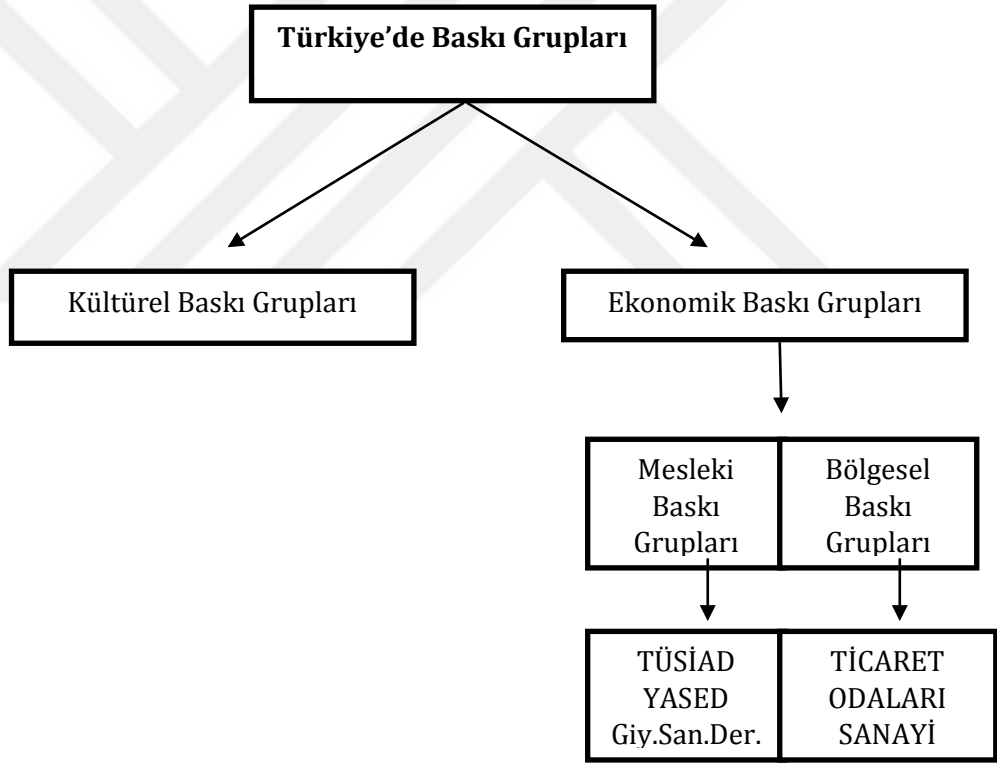 Türkiye’de Baskı Grupları
Kültürel Baskı Grupları
Ekonomik Baskı Grupları
Mesleki
Baskı
Grupları
Bölgesel
Baskı
Grupları
TÜSİAD
YASED
Giy.San.Der.
TİCARET
ODALARI
SANAYİ